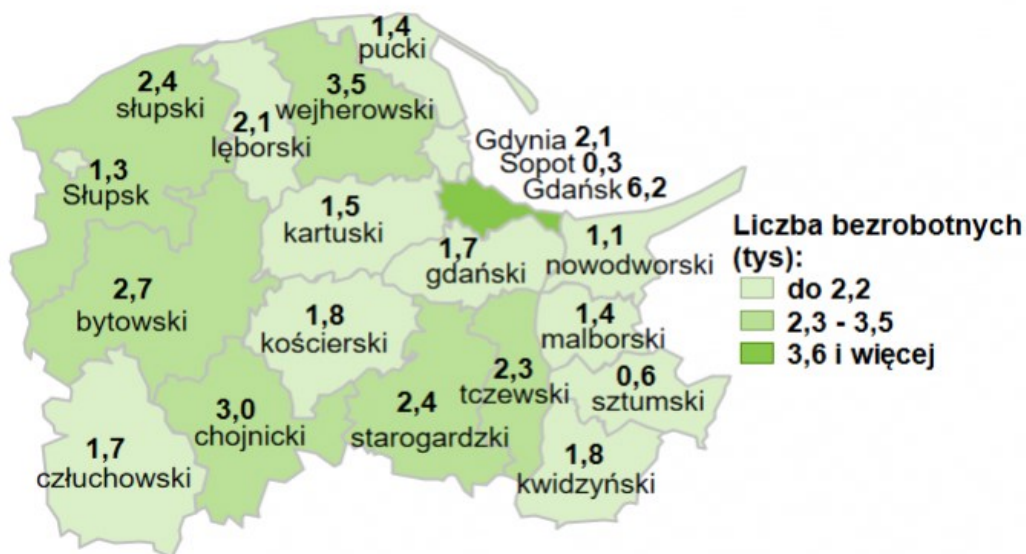 1,4
pucki
2,4
słupski
3,5
wejherowski
2,1
lęborski
Gdynia 2,1
Sopot 0,3
Gdańsk 6,2
1,3
Słupsk
1,5
kartuski
1,7
gdański
1,1
nowodworski
2,7
bytowski
1,8
kościerski
1,4
malborski
2,3
tczewski
0,6
sztumski
3,0
chojnicki
2,4
starogardzki
1,7
człuchowski
1,8
kwidzyński
Liczba bezrobotnych
(tys):
do 2,2
2,3 - 3,5
3,6 i więcej